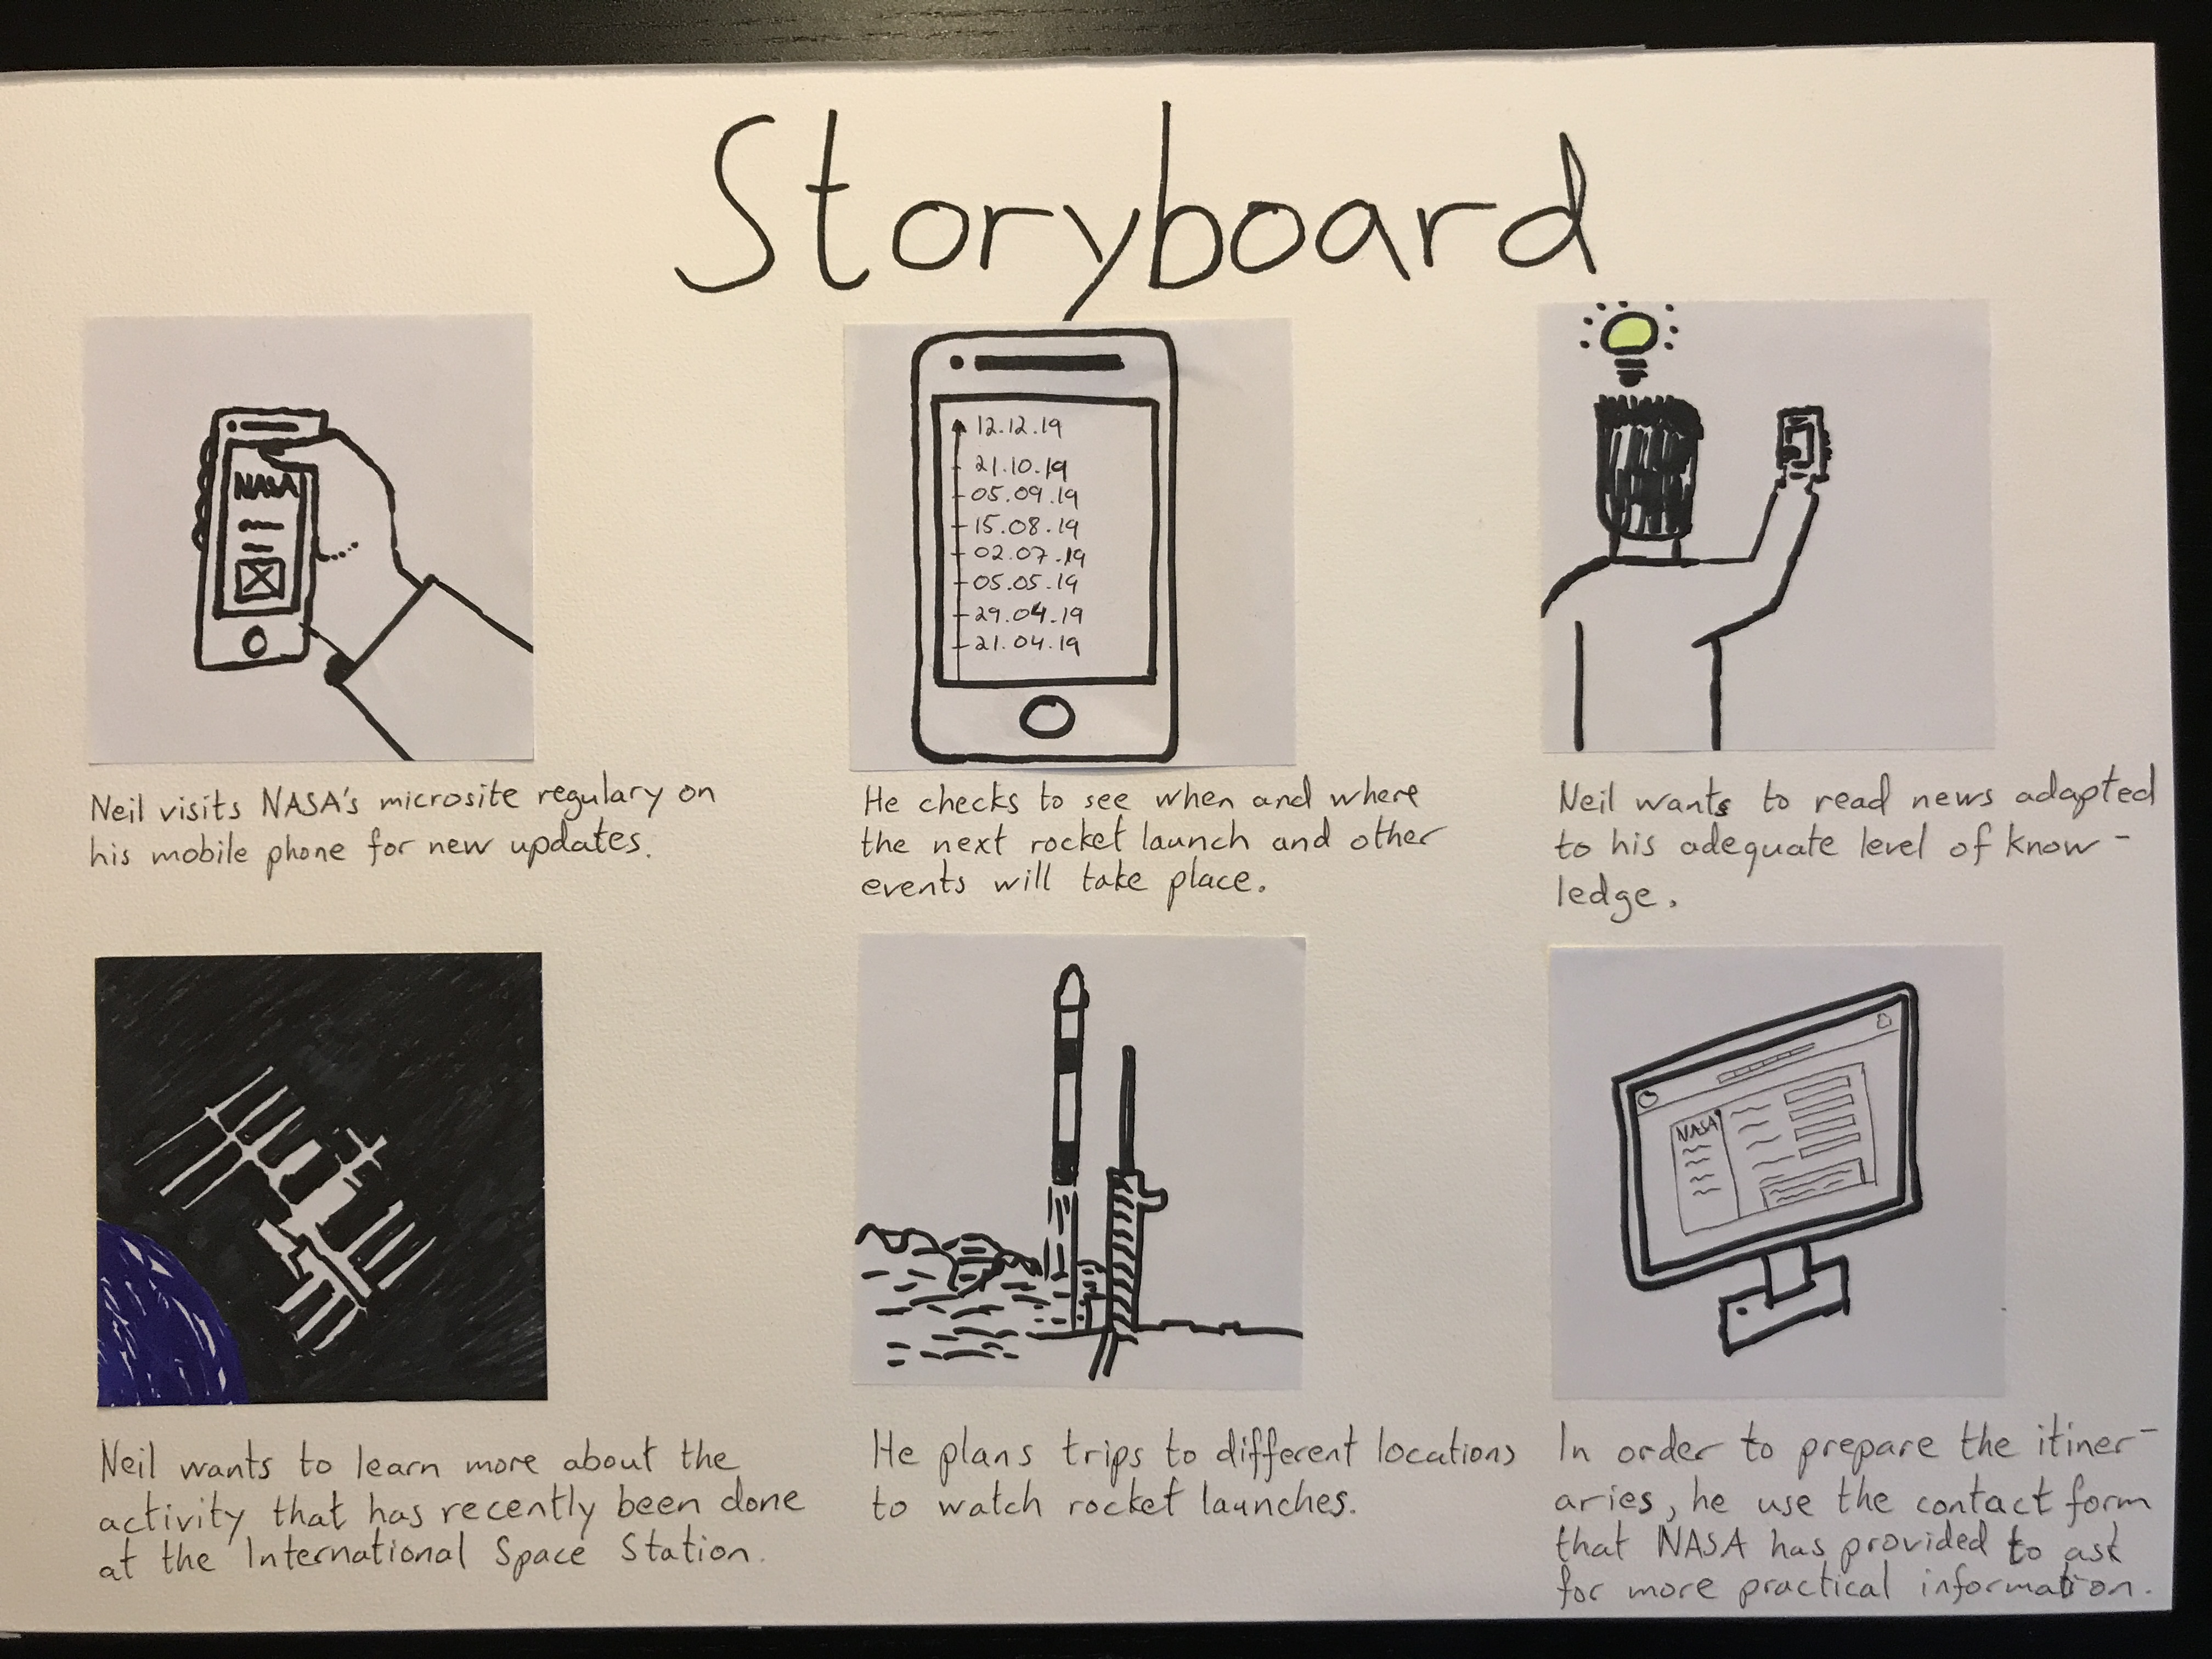 Storyboard
NASA
Neil visits NASA's microsite regulary on
his mobile phone for new updates.
12.12.19
21.10.19
05.09.19
15.08.19
02.07.19
05.05.19
29.04.19
21.04.19
He checks to see when and where
the next rocket launch and other
events will take place.
Neil wants to read news adapted
to his adequate level of know-
ledge.
Neil wants to learn more about the
activity that has recently been done
at the International Space Station.
He plans trips to different locations
to watch rocket launches.
NASA
In order to prepare the itiner-
aries, he use the contact form
that NASA has provided to ask
for more practical information.